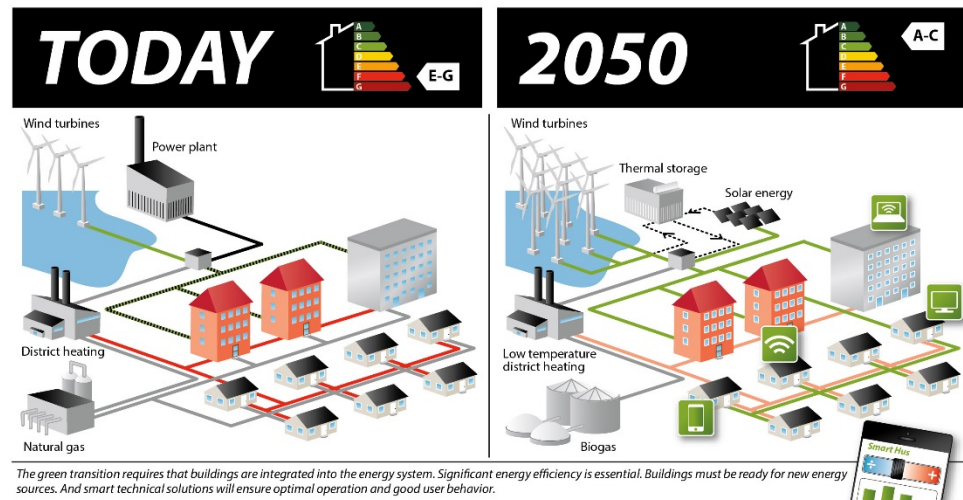 TODAY
A
B
C
D
E
F
G
E-G
2050
A
B
C
D
E
F
G
A-C
Wind turbines
Power plant
District heating
Natural gas
Wind turbines
Thermal storage
Solar energy
Low temperature
district heating
Biogas
Smart Hus
The green transition requires that buildings are integrated into the energy system. Significant energy efficiency is essential. Buildings must be ready for new energy
sources. And smart technical solutions will ensure optimal operation and good user behavior.